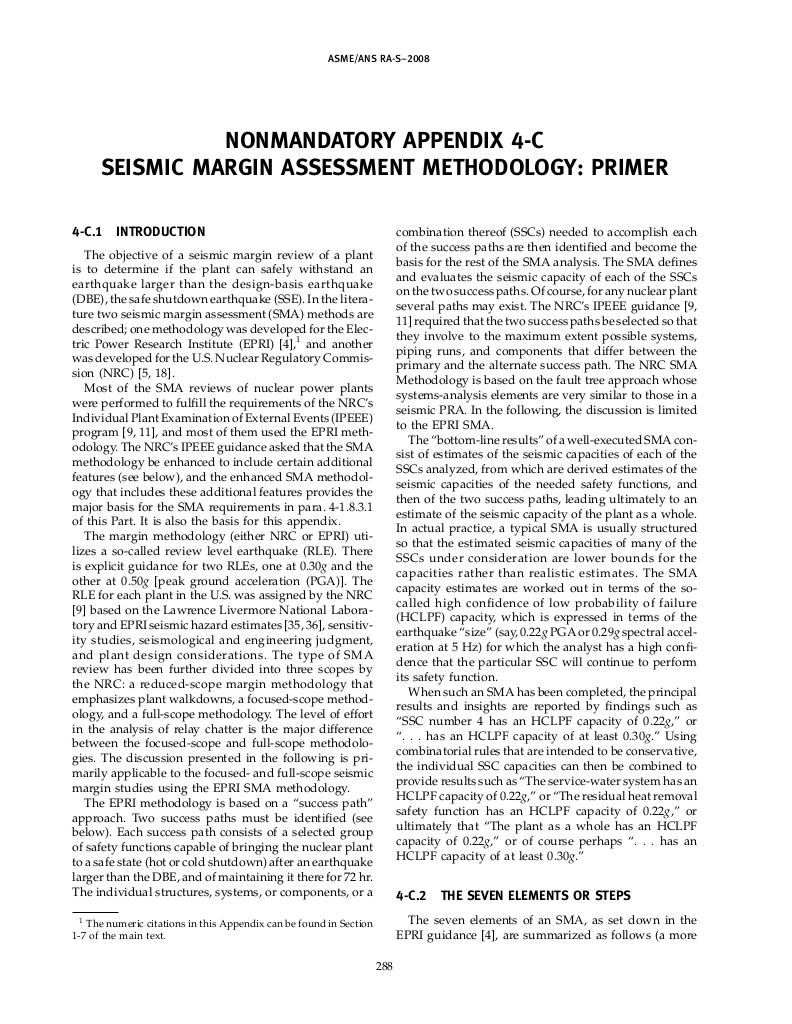 ASME/ANS RA-S–2008
NONMANDATORY APPENDIX 4-C
SEISMIC MARGIN ASSESSMENT METHODOLOGY: PRIMER
4-C.1 INTRODUCTION
The objective of a seismic margin review of a plant
is to determine if the plant can safely withstand an
earthquake larger than the design-basis earthquake
(DBE), the safe shutdown earthquake (SSE). In the litera-
ture two seismic margin assessment (SMA) methods are
described; one methodology was developed for the Elec-
tric Power Research Institute (EPRI) [4],1 and another
was developed for the U.S. Nuclear Regulatory Commis-
sion (NRC) [5, 18].
Most of the SMA reviews of nuclear power plants
were performed to fulfill the requirements of the NRC's
Individual Plant Examination of External Events (IPEEE)
program [9, 11], and most of them used the EPRI meth-
odology. The NRC's IPEEE guidance asked that the SMA
methodology be enhanced to include certain additional
features (see below), and the enhanced SMA methodol-
ogy that includes these additional features provides the
major basis for the SMA requirements in para. 4-1.8.3.1
of this Part. It is also the basis for this appendix.
The margin methodology (either NRC or EPRI) uti-
lizes a so-called review level earthquake (RLE). There
is explicit guidance for two RLEs, one at 0.30g and the
other at 0.50g [peak ground acceleration (PGA)]. The
RLE for each plant in the U.S. was assigned by the NRC
[9] based on the Lawrence Livermore National Labora-
tory and EPRI seismic hazard estimates [35, 36], sensitiv-
ity studies, seismological and engineering judgment,
and plant design considerations. The type of SMA
review has been further divided into three scopes by
the NRC: a reduced-scope margin methodology that
emphasizes plant walkdowns, a focused-scope method-
ology, and a full-scope methodology. The level of effort
in the analysis of relay chatter is the major difference
between the focused-scope and full-scope methodolo-
gies. The discussion presented in the following is pri-
marily applicable to the focused- and full-scope seismic
margin studies using the EPRI SMA methodology.
The EPRI methodology is based on a “success path”
approach. Two success paths must be identified (see
below). Each success path consists of a selected group
of safety functions capable of bringing the nuclear plant
to a safe state (hot or cold shutdown) after an earthquake
larger than the DBE, and of maintaining it there for 72 hr.
The individual structures, systems, or components, or a
1 The numeric citations in this Appendix can be found in Section
1-7 of the main text.
combination thereof (SSCs) needed to accomplish each
of the success paths are then identified and become the
basis for the rest of the SMA analysis. The SMA defines
and evaluates the seismic capacity of each of the SSCs
on the two success paths. Of course, for any nuclear plant
several paths may exist. The NRC's IPEEE guidance [9,
11] required that the two success paths be selected so that
they involve to the maximum extent possible systems,
piping runs, and components that differ between the
primary and the alternate success path. The NRC SMA
Methodology is based on the fault tree approach whose
systems-analysis elements are very similar to those in a
seismic PRA. In the following, the discussion is limited
to the EPRI SMA.
The “bottom-line results” of a well-executed SMA con-
sist of estimates of the seismic capacities of each of the
SSCs analyzed, from which are derived estimates of the
seismic capacities of the needed safety functions, and
then of the two success paths, leading ultimately to an
estimate of the seismic capacity of the plant as a whole.
In actual practice, a typical SMA is usually structured
so that the estimated seismic capacities of many of the
SSCs under consideration are lower bounds for the
capacities rather than realistic estimates. The SMA
capacity estimates are worked out in terms of the so-
called high confidence of low probability of failure
(HCLPF) capacity, which is expressed in terms of the
earthquake “size” (say, 0.22g PGA or 0.29g spectral accel-
eration at 5 Hz) for which the analyst has a high confi-
dence that the particular SSC will continue to perform
its safety function.
When such an SMA has been completed, the principal
results and insights are reported by findings such as
“SSC number 4 has an HCLPF capacity of 0.22g,” or
“. . . has an HCLPF capacity of at least 0.30g.” Using
combinatorial rules that are intended to be conservative,
the individual SSC capacities can then be combined to
provide results such as “The service-water system has an
HCLPF capacity of 0.22g,” or “The residual heat removal
safety function has an HCLPF capacity of 0.22g,” or
ultimately that “The plant as a whole has an HCLPF
capacity of 0.22g,” or of course perhaps “. . . has an
HCLPF capacity of at least 0.30g.”
4-C.2 THE SEVEN ELEMENTS OR STEPS
The seven elements of an SMA, as set down in the
EPRI guidance [4], are summarized as follows (a more
288